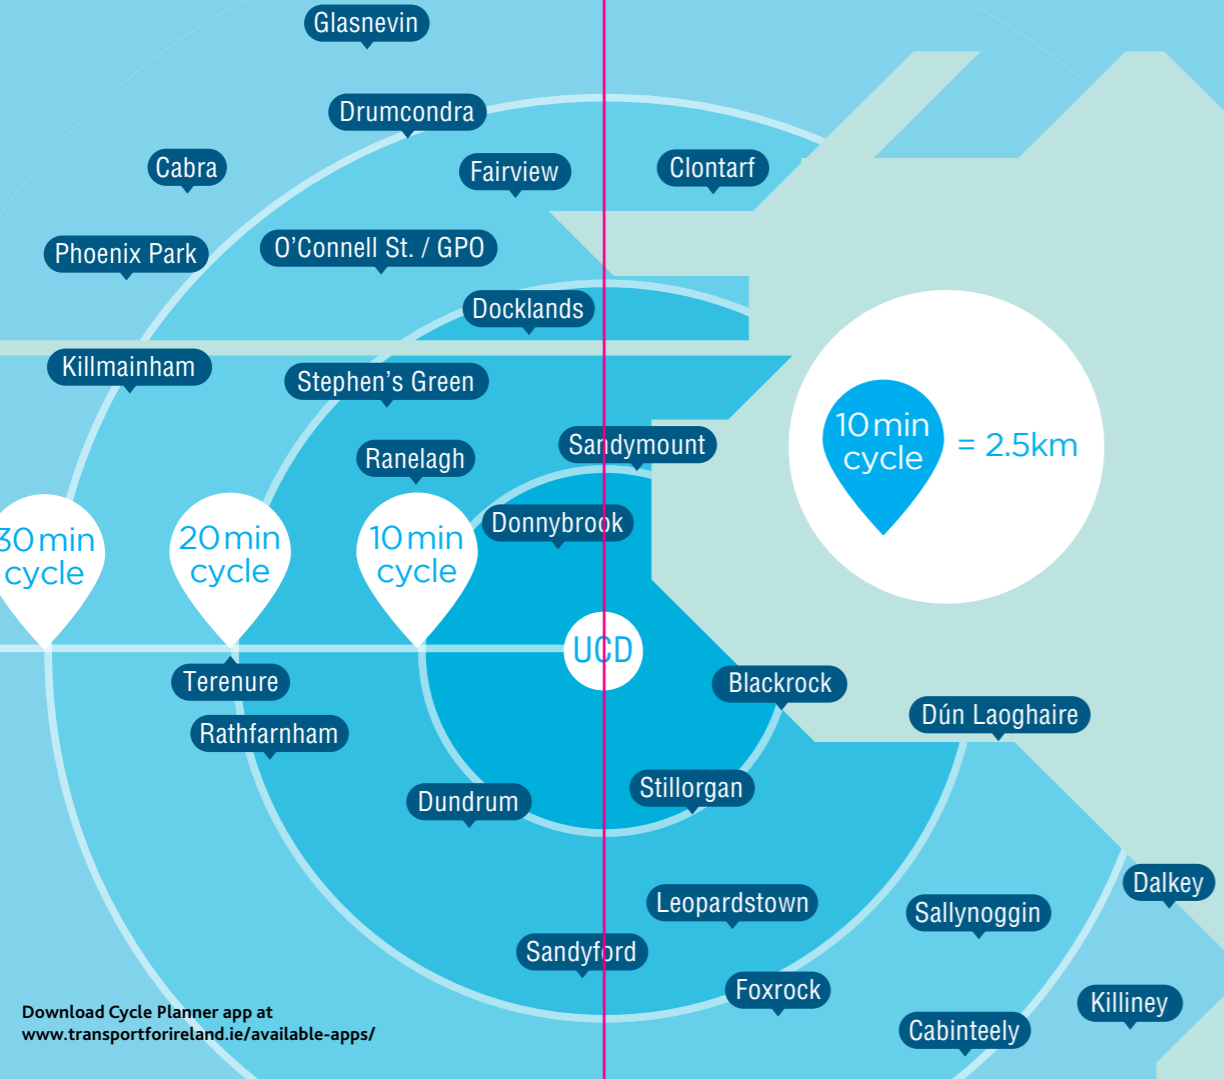 Glasnevin
Drumcondra
Cabra
Fairview
Clontarf
Phoenix Park
O'Connell St. / GPO
Docklands
Killmainham
Stephen's Green
Ranelagh
Sandymount
10 min
cycle
= 2.5km
Donnybrook
30 min
cycle
20 min
cycle
10 min
cycle
UCD
Terenure
Blackrock
Rathfarnham
Dún Laoghaire
Dundrum
Stillorgan
Dalkey
Leopardstown
Sallynoggin
Sandyford
Foxrock
Killiney
Cabinteely
Download Cycle Planner app at
www.transportforireland.ie/available-apps/